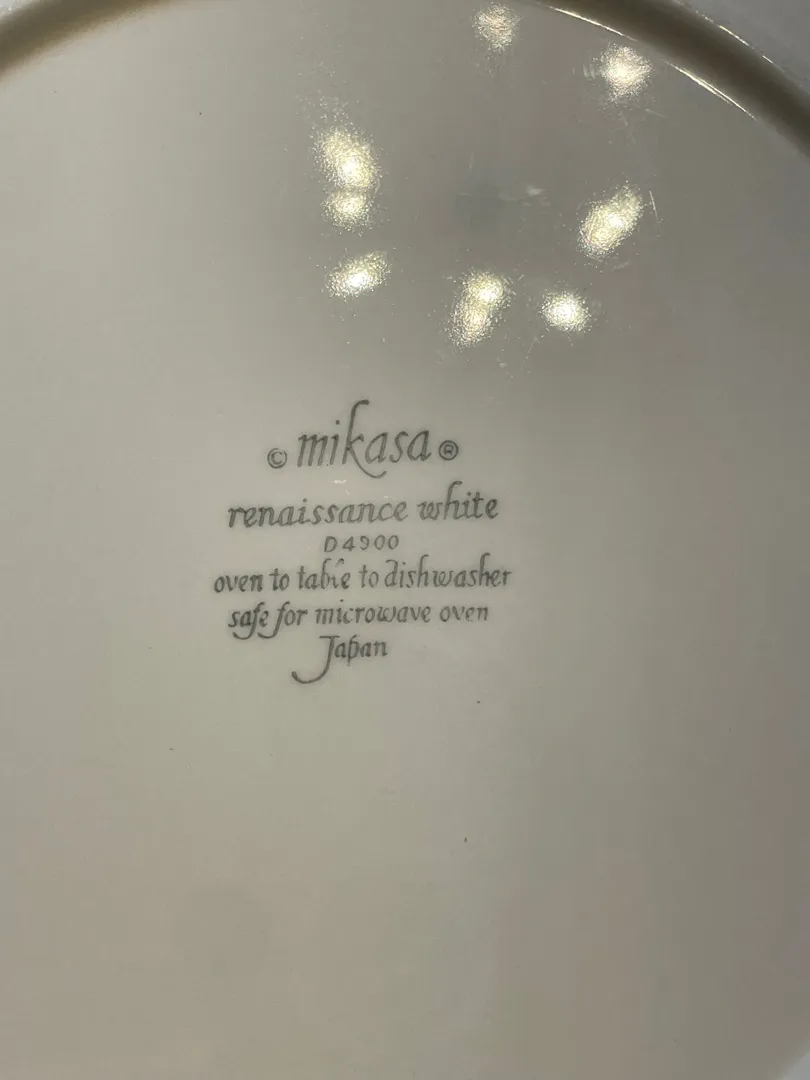 © mikasa ®
renaissance white
D4900
oven to table to dishwasher
safe for microwave oven
Japan